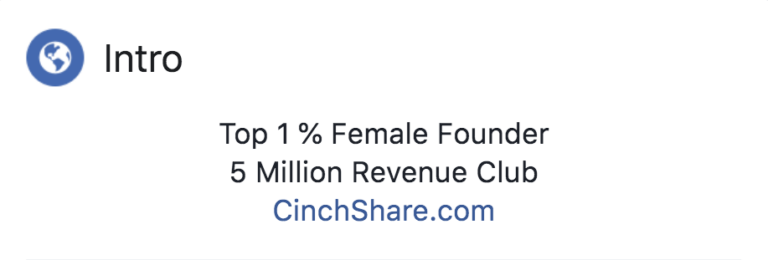 Intro
Top 1 % Female Founder
5 Million Revenue Club
CinchShare.com